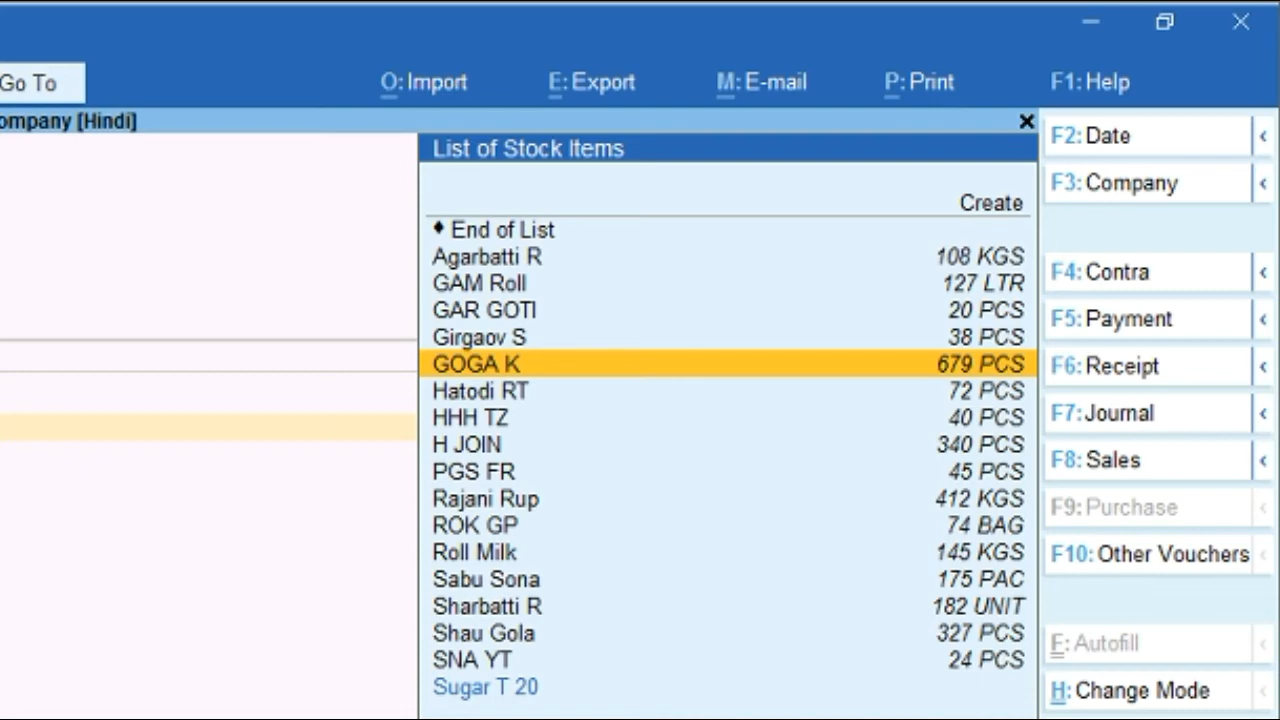 Go To
O: Import
E: Export
M: E-mail
P: Print
F1: Help
ompany [Hindi]
List of Stock Items
Create
End of List
Agarbatti R 108 KGS
GAM Roll 127 LTR
GAR GOTI 20 PCS
Girgaov S 38 PCS
GOGA K 679 PCS
Hatodi RT 72 PCS
HHH TZ 40 PCS
H JOIN 340 PCS
PGS FR 45 PCS
Rajani Rup 412 KGS
ROK GP 74 BAG
Roll Milk 145 KGS
Sabu Sona 175 PAC
Sharbatti R 182 UNIT
Shau Gola 327 PCS
SNA YT 24 PCS
Sugar T 20
F2: Date
F3: Company
F4: Contra
F5: Payment
F6: Receipt
F7: Journal
F8: Sales
F9: Purchase
F10: Other Vouchers
F: Autofill
H: Change Mode